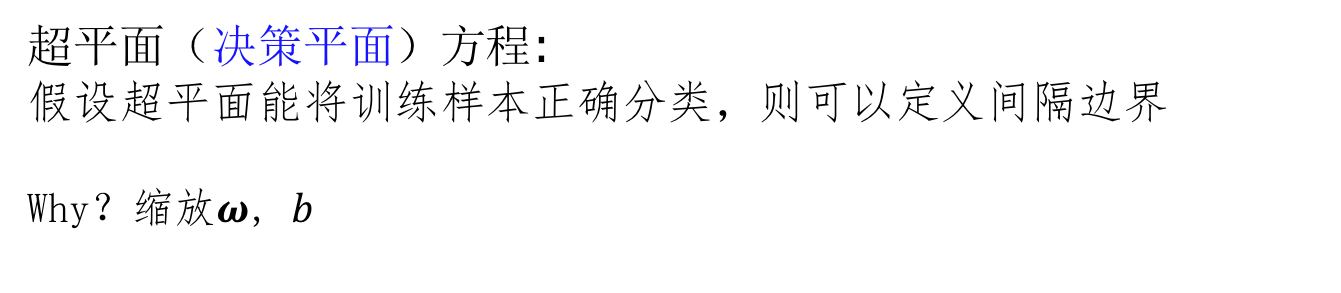 超平面（决策平面）方程:
假设超平面能将训练样本正确分类，则可以定义间隔边界
Why？缩放ω, b